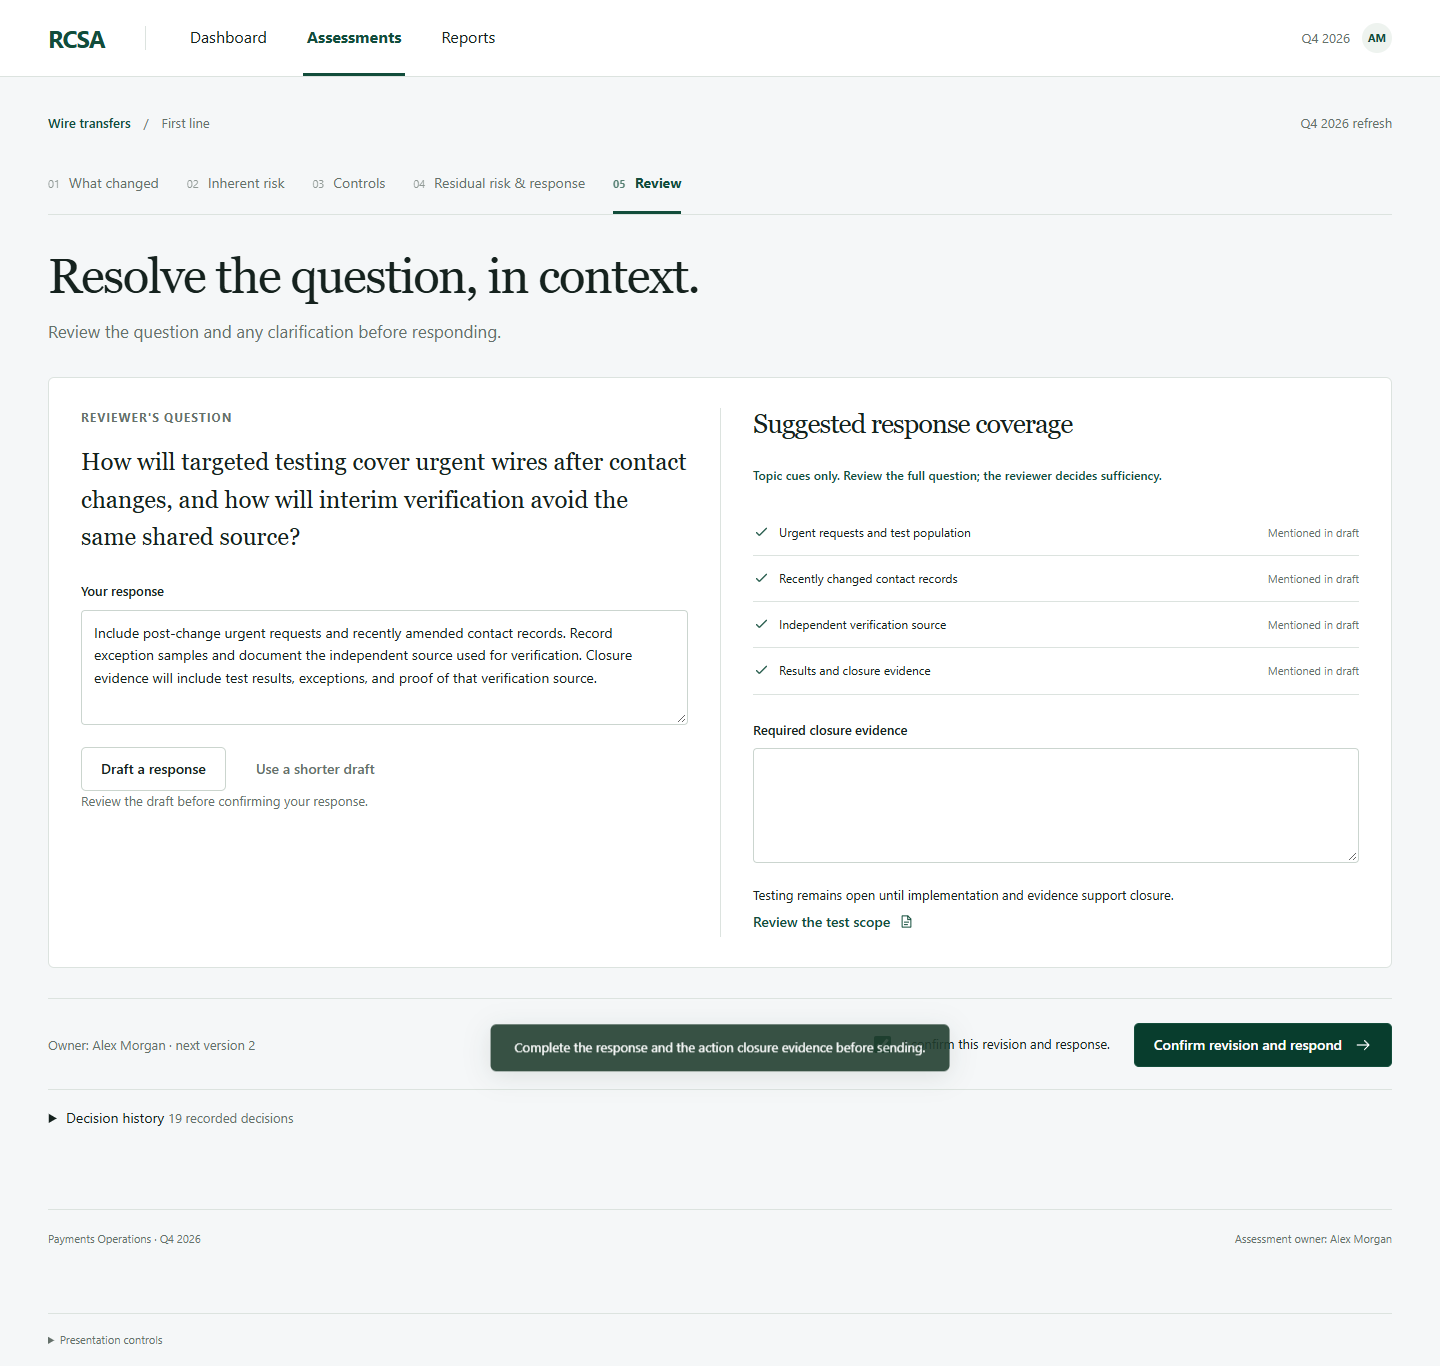 RCSA
Dashboard
Assessments
Reports
Q4 2026
AM
Wire transfers / First line
Q4 2026 refresh
01 What changed
02 Inherent risk
03 Controls
04 Residual risk & response
05 Review
Resolve the question, in context.
Review the question and any clarification before responding.
REVIEWER'S QUESTION
How will targeted testing cover urgent wires after contact
changes, and how will interim verification avoid the
same shared source?
Your response
Include post-change urgent requests and recently amended contact records. Record
exception samples and document the independent source used for verification. Closure
evidence will include test results, exceptions, and proof of that verification source.
Draft a response
Use a shorter draft
Review the draft before confirming your response.
Suggested response coverage
Topic cues only. Review the full question; the reviewer decides sufficiency.
Urgent requests and test population
Mentioned in draft
Recently changed contact records
Mentioned in draft
Independent verification source
Mentioned in draft
Results and closure evidence
Mentioned in draft
Required closure evidence
Testing remains open until implementation and evidence support closure.
Review the test scope
Owner: Alex Morgan · next version 2
Complete the response and the action closure evidence before sending.
this revision and response.
Confirm revision and respond
Decision history 19 recorded decisions
Payments Operations · Q4 2026
Assessment owner: Alex Morgan
Presentation controls